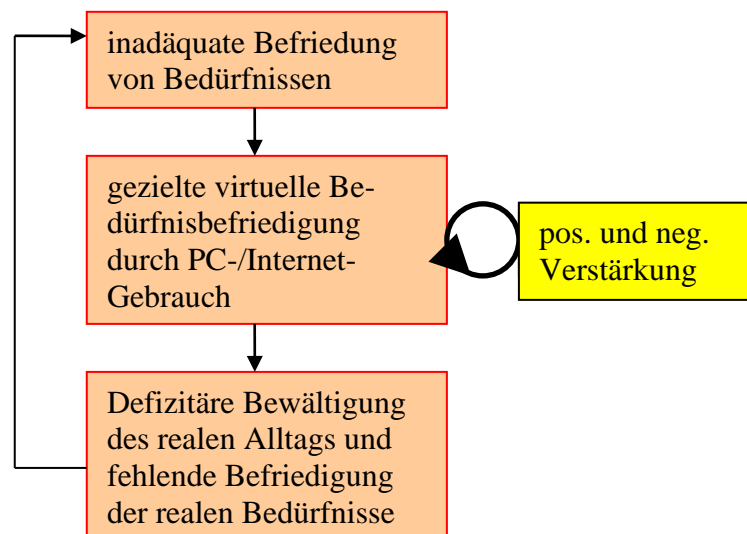 inadäquate Befriedung
von Bedürfnissen
gezielte virtuelle Be-
dürfnisbefriedigung
durch PC-/Internet-
Gebrauch
pos. und neg.
Verstärkung
Defizitäre Bewältigung
des realen Alltags und
fehlende Befriedigung
der realen Bedürfnisse